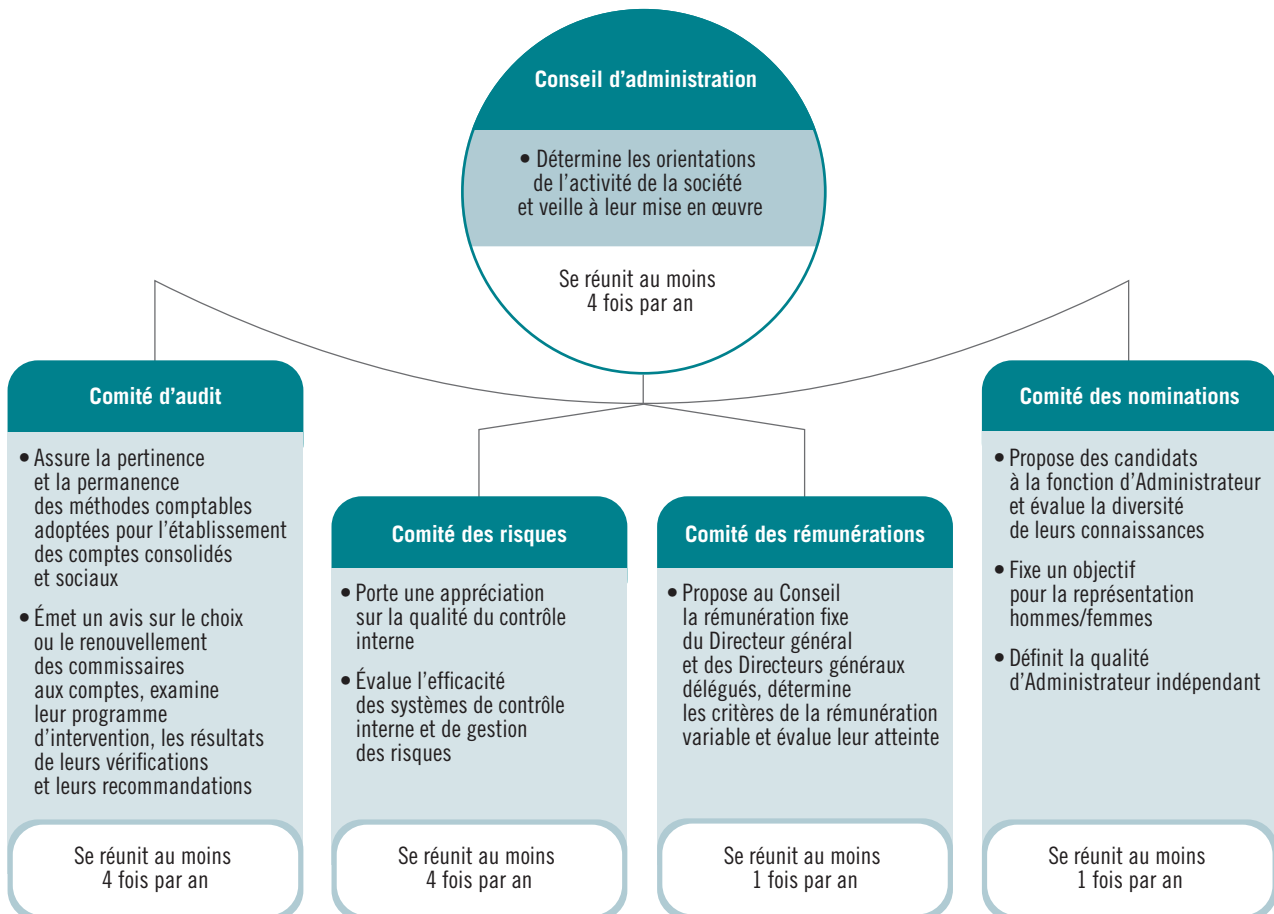 Conseil d'administration
• Détermine les orientations
de l'activité de la société
et veille à leur mise en œuvre
Se réunit au moins
4 fois par an
Comité d'audit
• Assure la pertinence
et la permanence
des méthodes comptables
adoptées pour l'établissement
des comptes consolidés
et sociaux
• Émet un avis sur le choix
ou le renouvellement
des commissaires
aux comptes, examine
leur programme
d'intervention, les résultats
de leurs vérifications
et leurs recommandations
Se réunit au moins
4 fois par an
Comité des risques
• Porte une appréciation
sur la qualité du contrôle
interne
• Évalue l'efficacité
des systèmes de contrôle
interne et de gestion
des risques
Se réunit au moins
4 fois par an
Comité des rémunérations
• Propose au Conseil
la rémunération fixe
du Directeur général
et des Directeurs généraux
délégués, détermine
les critères de la rémunération
variable et évalue leur atteinte
Se réunit au moins
1 fois par an
Comité des nominations
• Propose des candidats
à la fonction d'Administrateur
et évalue la diversité
de leurs connaissances
• Fixe un objectif
pour la représentation
hommes/femmes
• Définit la qualité
d'Administrateur indépendant
Se réunit au moins
1 fois par an